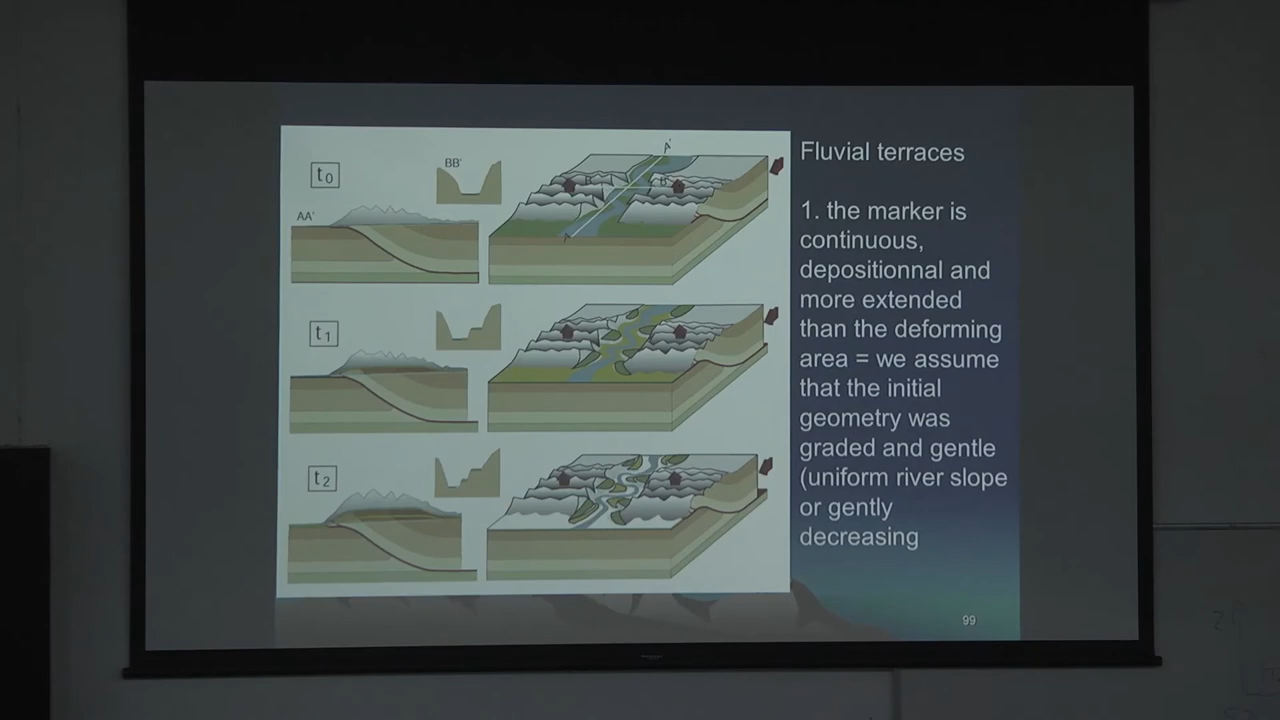 Fluvial terraces
1. the marker is
continuous,
depositionnal and
more extended
than the deforming
area = we assume
that the initial
geometry was
graded and gentle
(uniform river slope
or gently
decreasing
t0
BB'
AA'
A'
t1
t2
99